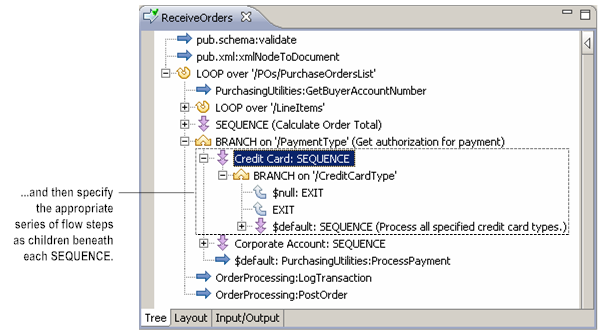 ReceiveOrders
pub.schema:validate
pub.xml:xmlNodeToDocument
LOOP over '/POs/PurchaseOrdersList'
PurchasingUtilities:GetBuyerAccountNumber
LOOP over '/LineItems'
SEQUENCE (Calculate Order Total)
BRANCH on '/PaymentType' (Get authorization for payment)
Credit Card: SEQUENCE
BRANCH on '/CreditCardType'
$null: EXIT
EXIT
$default: SEQUENCE (Process all specified credit card types.)
Corporate Account: SEQUENCE
$default: PurchasingUtilities:ProcessPayment
OrderProcessing:LogTransaction
OrderProcessing:PostOrder
Tree Layout Input/Output
...and then specify
the appropriate
series of flow steps
as children beneath
each SEQUENCE.